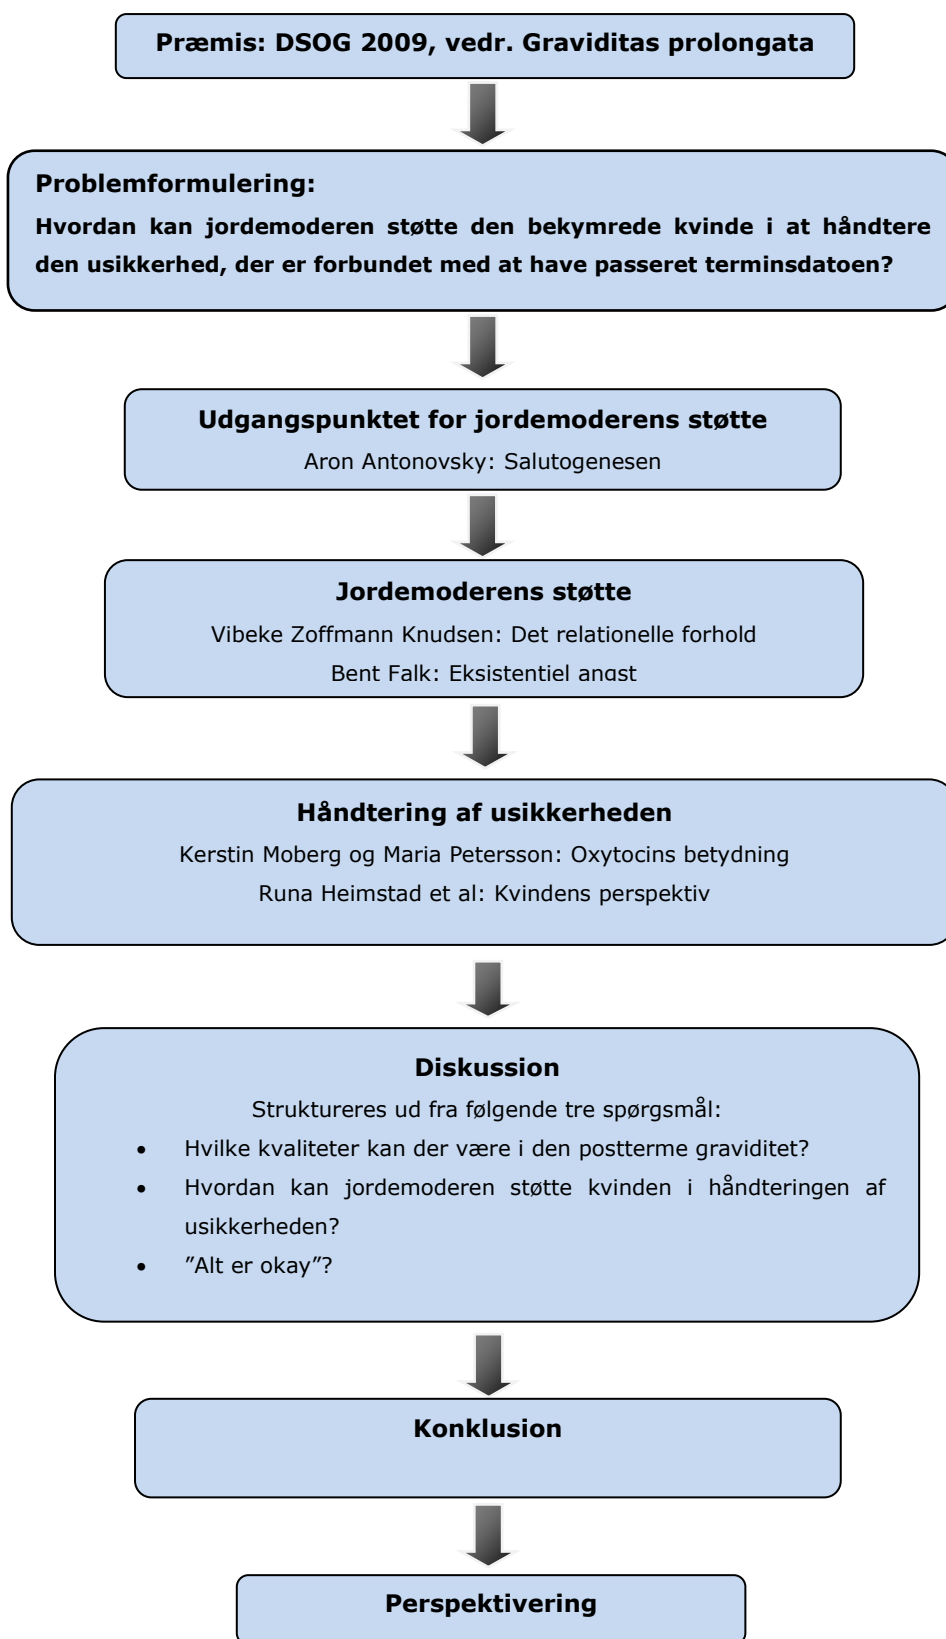 Præmis: DSOG 2009, vedr. Graviditas prolongata
Problemformulering:
Hvordan kan jordemoderen støtte den bekymrede kvinde i at håndtere
den usikkerhed, der er forbundet med at have passeret terminsdatoen?
Udgangspunktet for jordemoderens støtte
Aron Antonovsky: Salutogenesen
Jordemoderens støtte
Vibeke Zoffmann Knudsen: Det relationelle forhold
Bent Falk: Eksistentiel angst
Håndtering af usikkerheden
Kerstin Moberg og Maria Petersson: Oxytocins betydning
Runa Heimstad et al: Kvindens perspektiv
Diskussion
Struktureres ud fra følgende tre spørgsmål:
• Hvilke kvaliteter kan der være i den postterme graviditet?
• Hvordan kan jordemoderen støtte kvinden i håndteringen af
usikkerheden?
• ”Alt er okay”?
Konklusion
Perspektivering